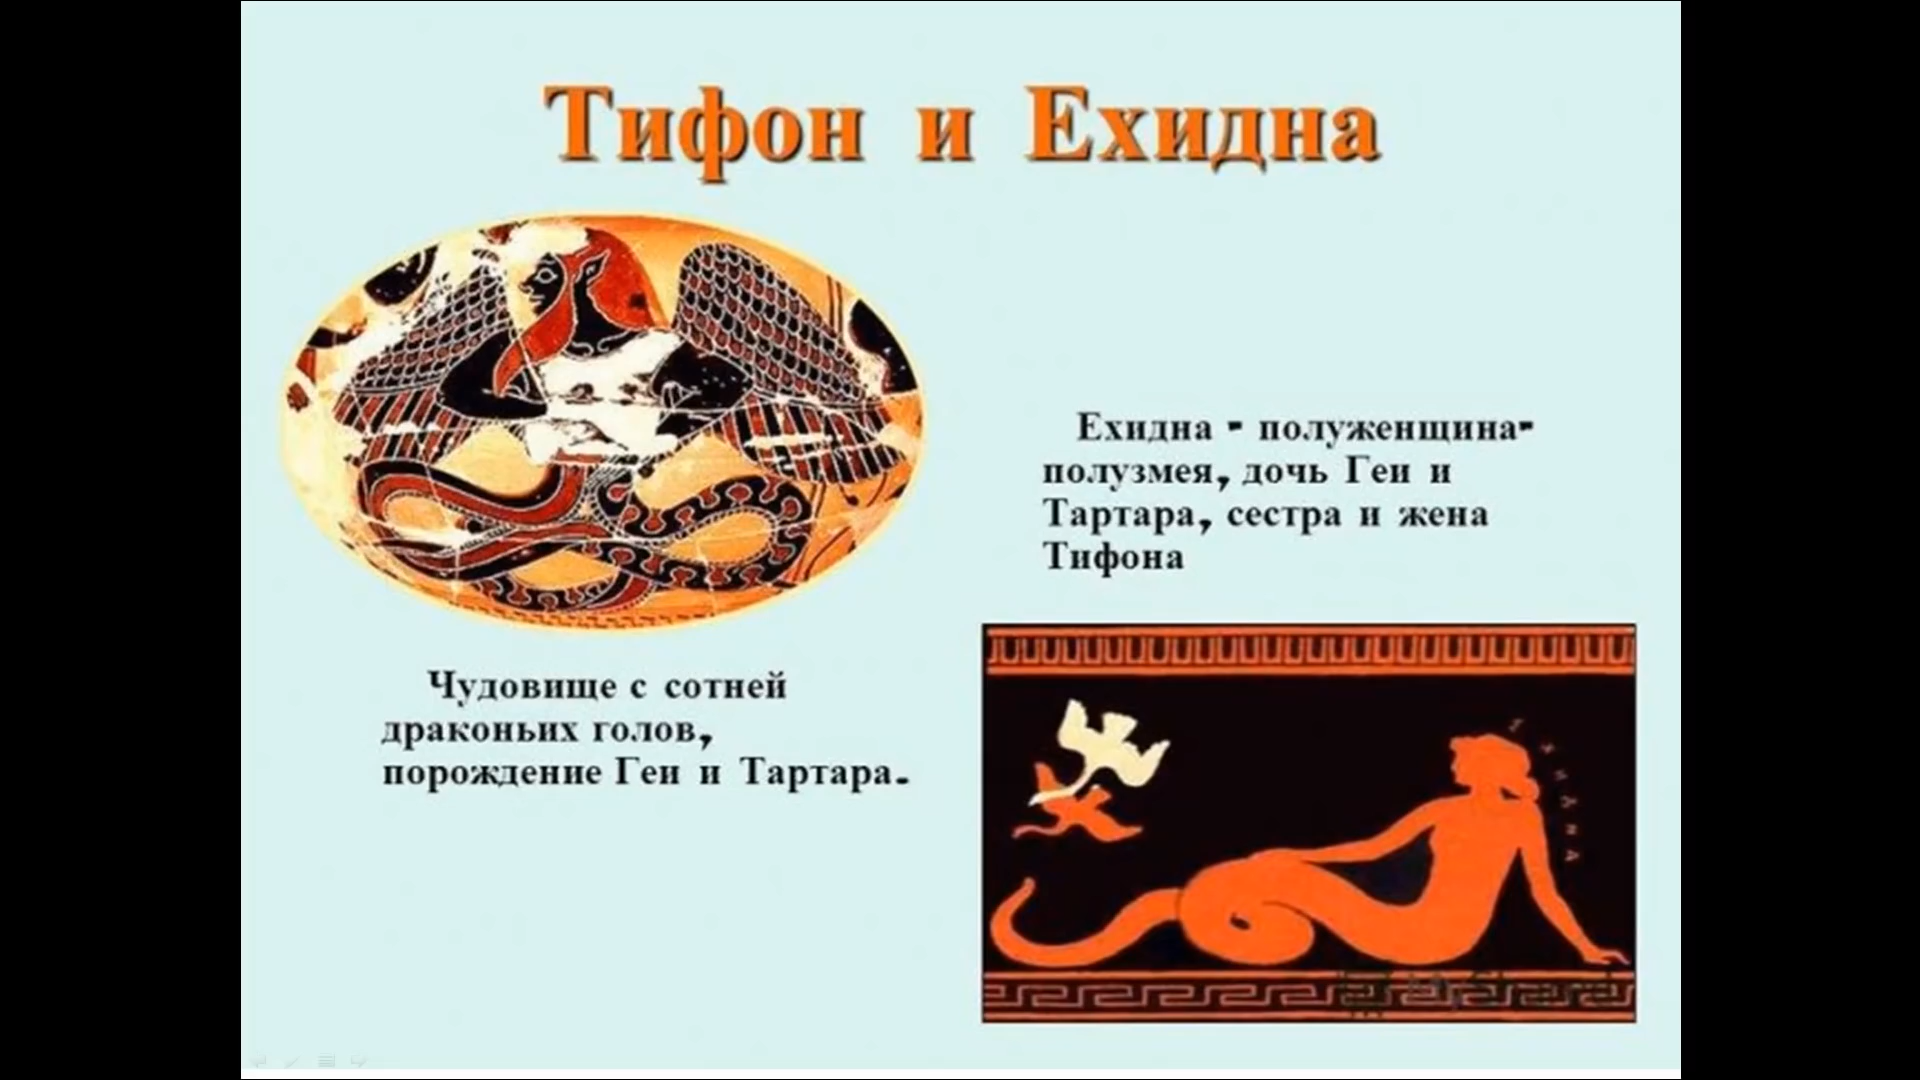 Тифон и Ехидна
Ехидна - полуженщина-
полузмея, дочь Геи и
Тартара, сестра и жена
Тифона
Чудовище с сотней
драконьих голов,
порождение Геи и Тартара.